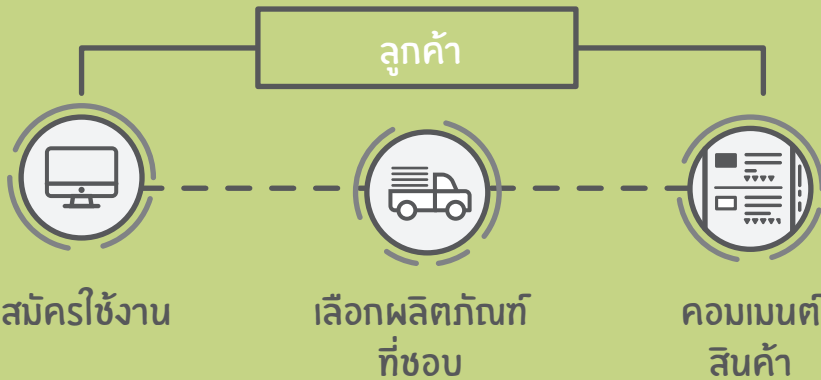 ลูกค้า
สมัครใช้งาน
เลือกผลิตภัณฑ์
ที่ชอบ
คอมเมนต์
สินค้า